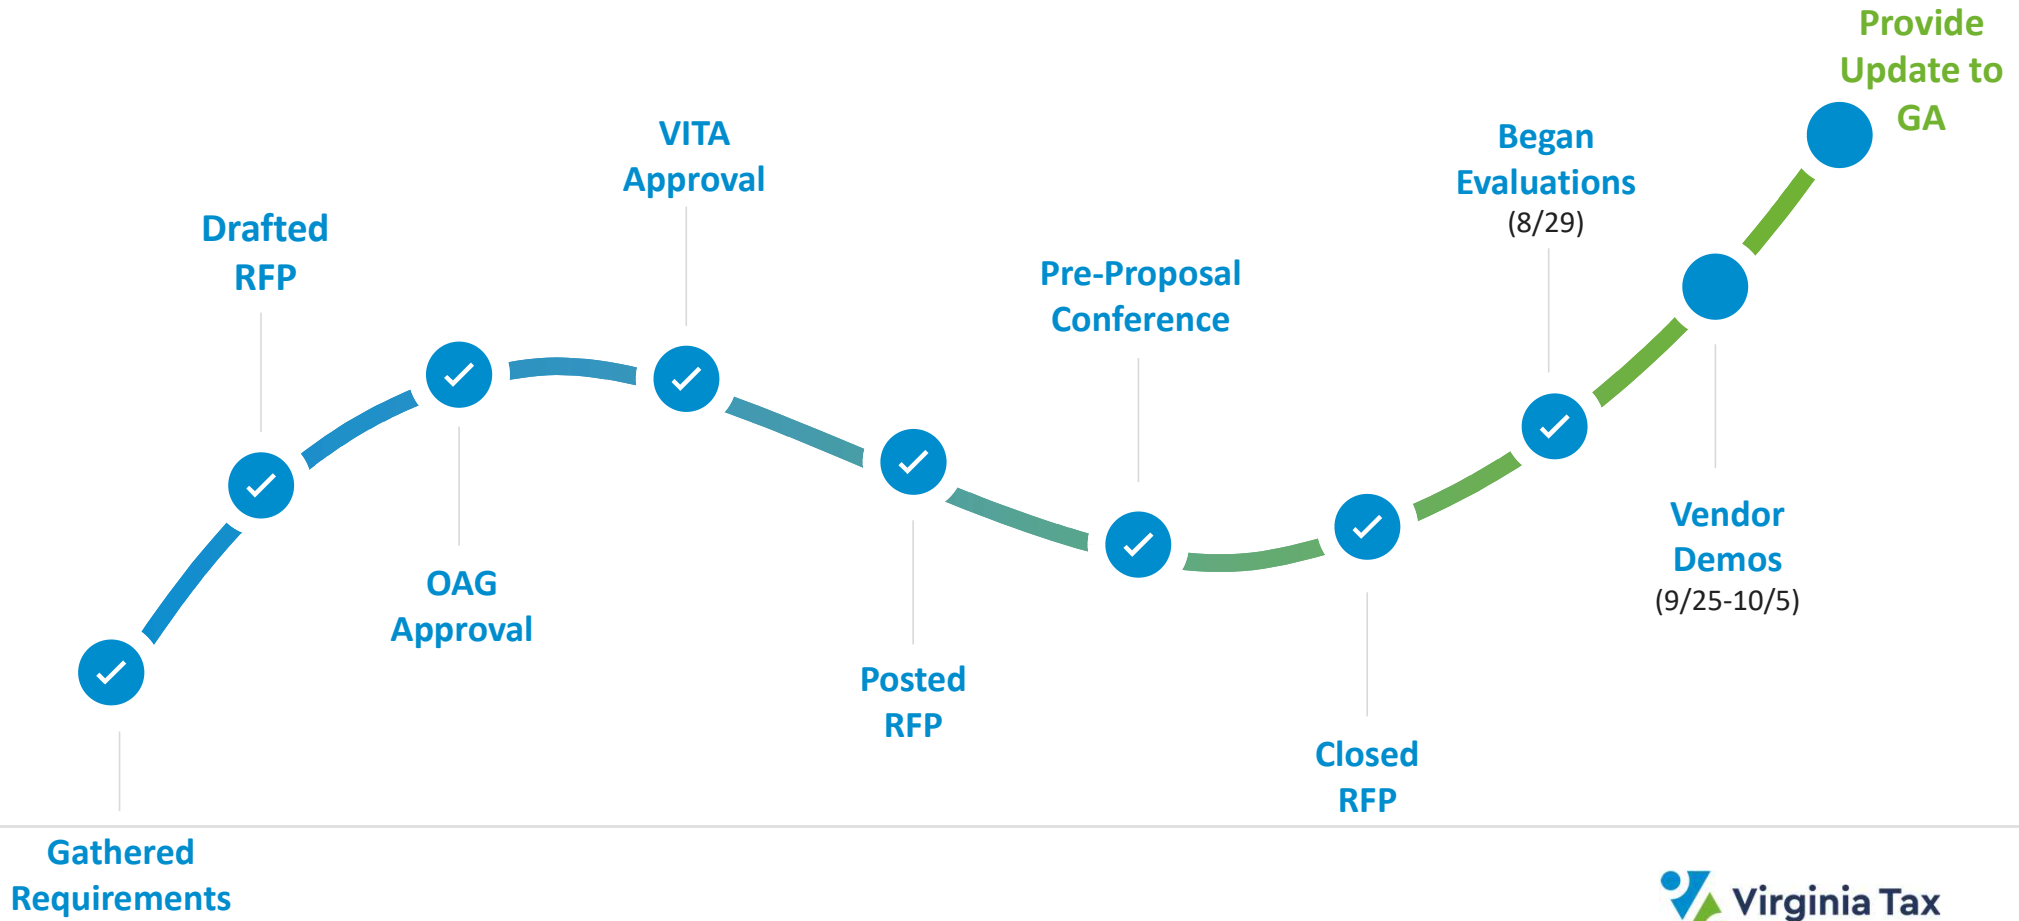 Gathered
Requirements
Drafted
RFP
OAG
Approval
VITA
Approval
Posted
RFP
Pre-Proposal
Conference
Closed
RFP
Began
Evaluations
(8/29)
Vendor
Demos
(9/25-10/5)
Provide
Update to
GA
Virginia Tax